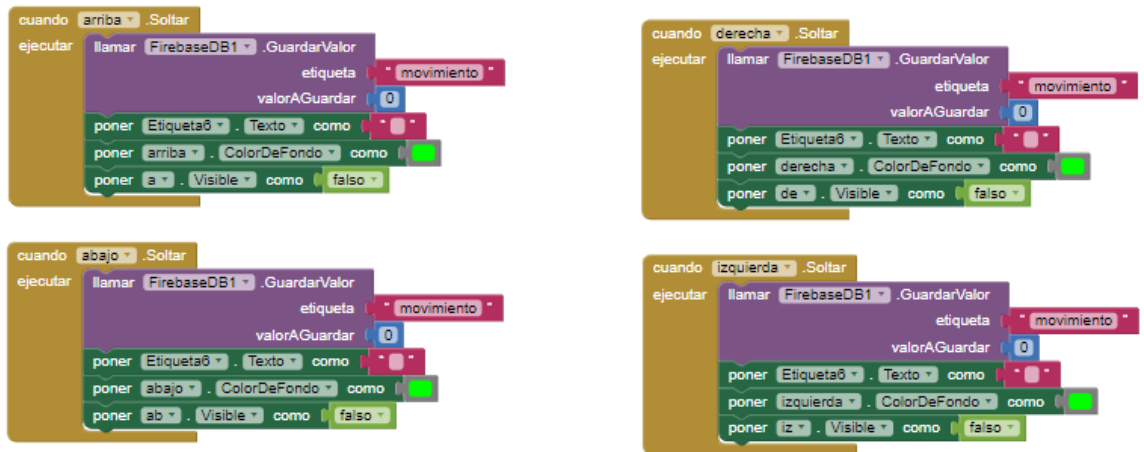 cuando arriba .Soltar
ejecutar llamar FirebaseDB1 .GuardarValor
etiqueta " movimiento "
valorAGuardar 0
poner Etiqueta6 . Texto como " "
poner arriba . ColorDeFondo como
poner a . Visible como falso
cuando derecha .Soltar
ejecutar llamar FirebaseDB1 .GuardarValor
etiqueta " movimiento "
valorAGuardar 0
poner Etiqueta6 . Texto como " "
poner derecha . ColorDeFondo como
poner de . Visible como falso
cuando abajo .Soltar
ejecutar llamar FirebaseDB1 .GuardarValor
etiqueta " movimiento "
valorAGuardar 0
poner Etiqueta6 . Texto como " "
poner abajo . ColorDeFondo como
poner ab . Visible como falso
cuando izquierda .Soltar
ejecutar llamar FirebaseDB1 .GuardarValor
etiqueta " movimiento "
valorAGuardar 0
poner Etiqueta6 . Texto como " "
poner izquierda . ColorDeFondo como
poner iz . Visible como falso